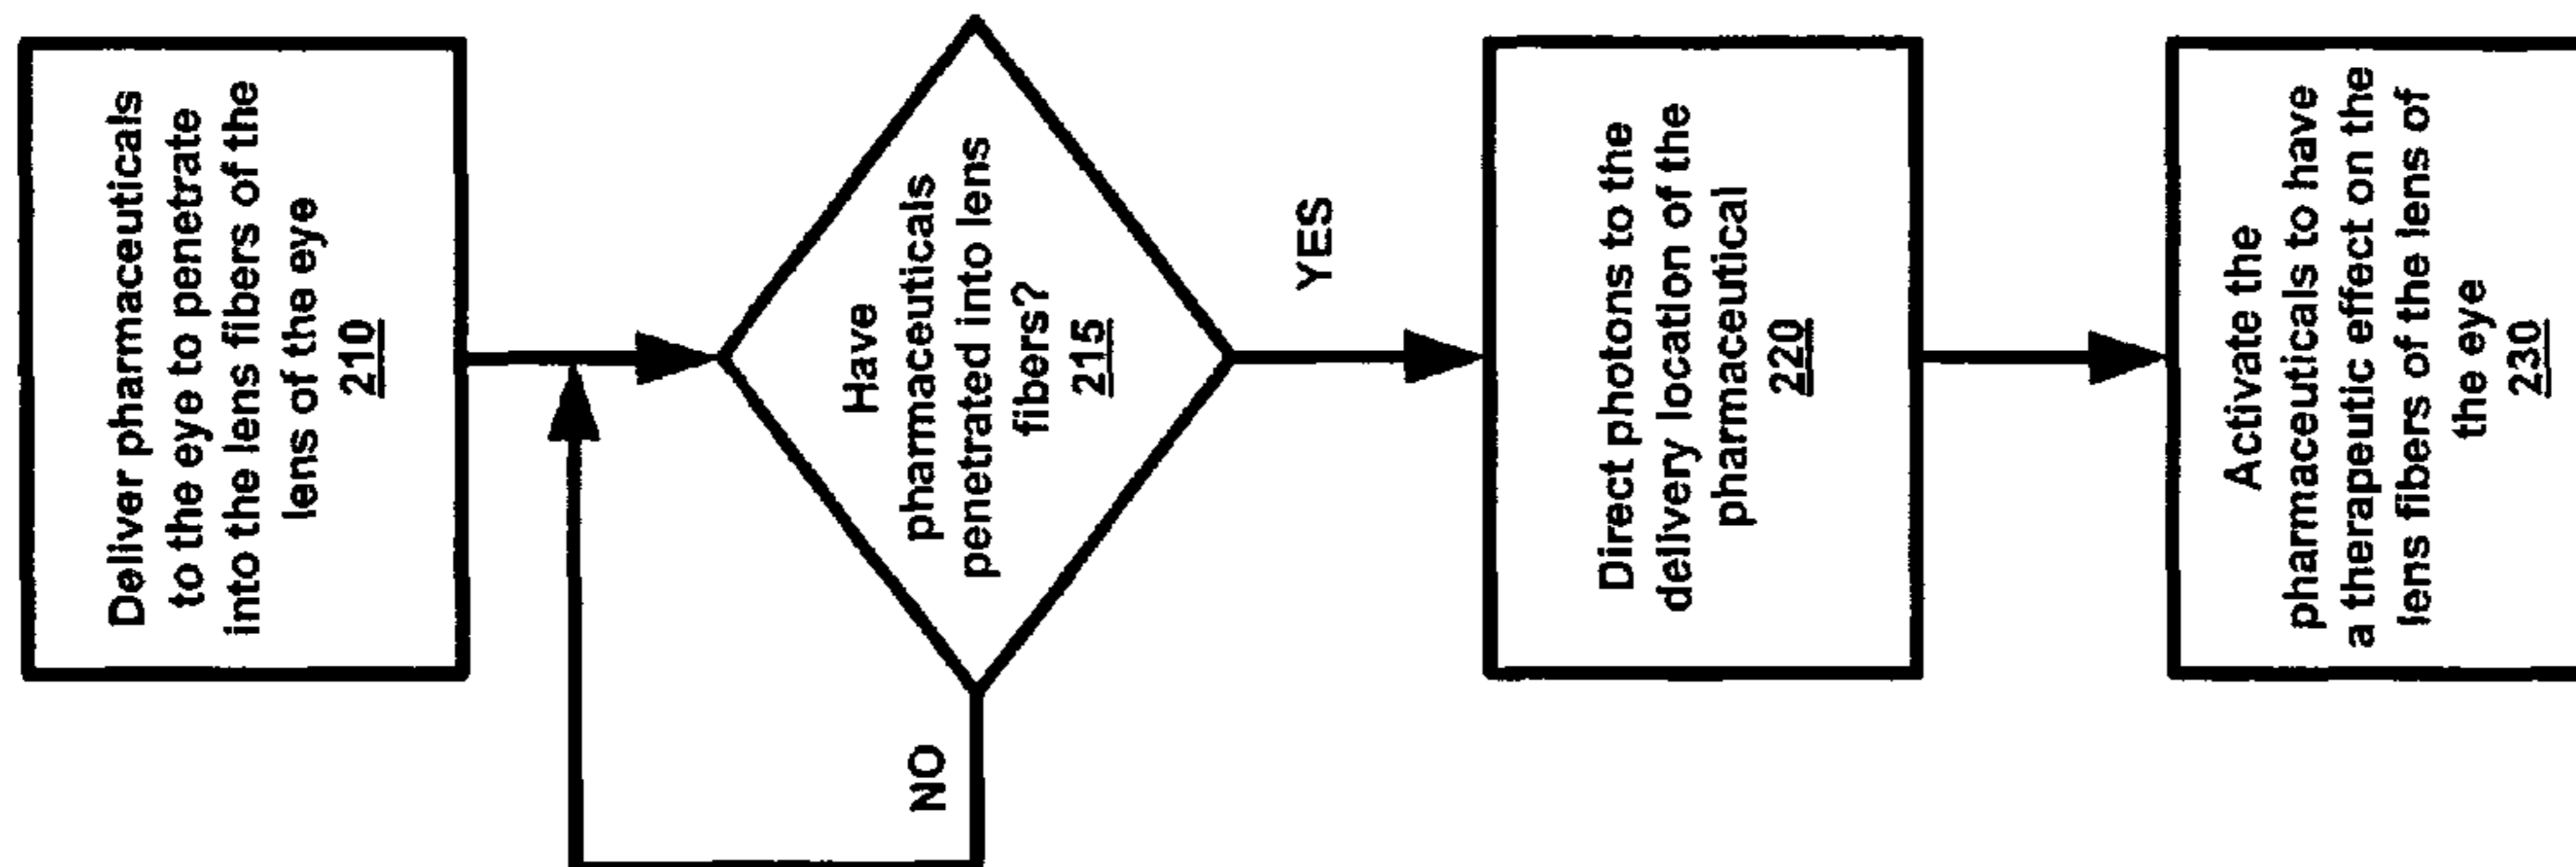 Deliver pharmaceuticals
to the eye to penetrate
into the lens fibers of the
lens of the eye
210
Have
pharmaceuticals
penetrated into lens
fibers?
215
NO
YES
Direct photons to the
delivery location of the
pharmaceutical
220
Activate the
pharmaceuticals to have
a therapeutic effect on the
lens fibers of the lens of
the eye
230